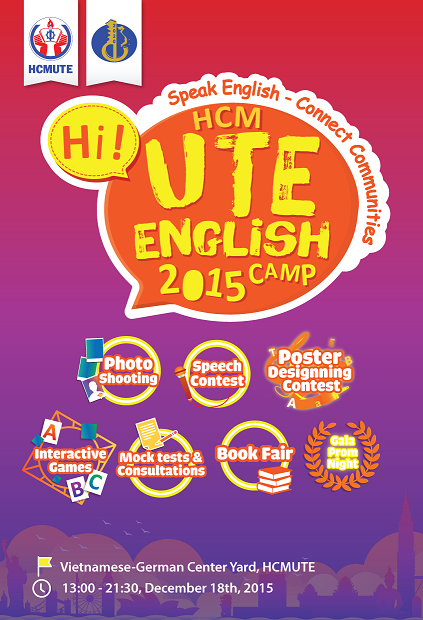 HCMUTE
Hi!
Speak English - Connect Communities
HCM
UTE
ENGLISH
2015 CAMP
Photo
Shooting
Speech
Contest
Poster
Designning
Contest
A
a
B
A
Interactive
Games
B
C
Mock tests &
Consultations
Book Fair
Gala
Prom
Night
Vietnamese-German Center Yard, HCMUTE
13:00 - 21:30, December 18th, 2015